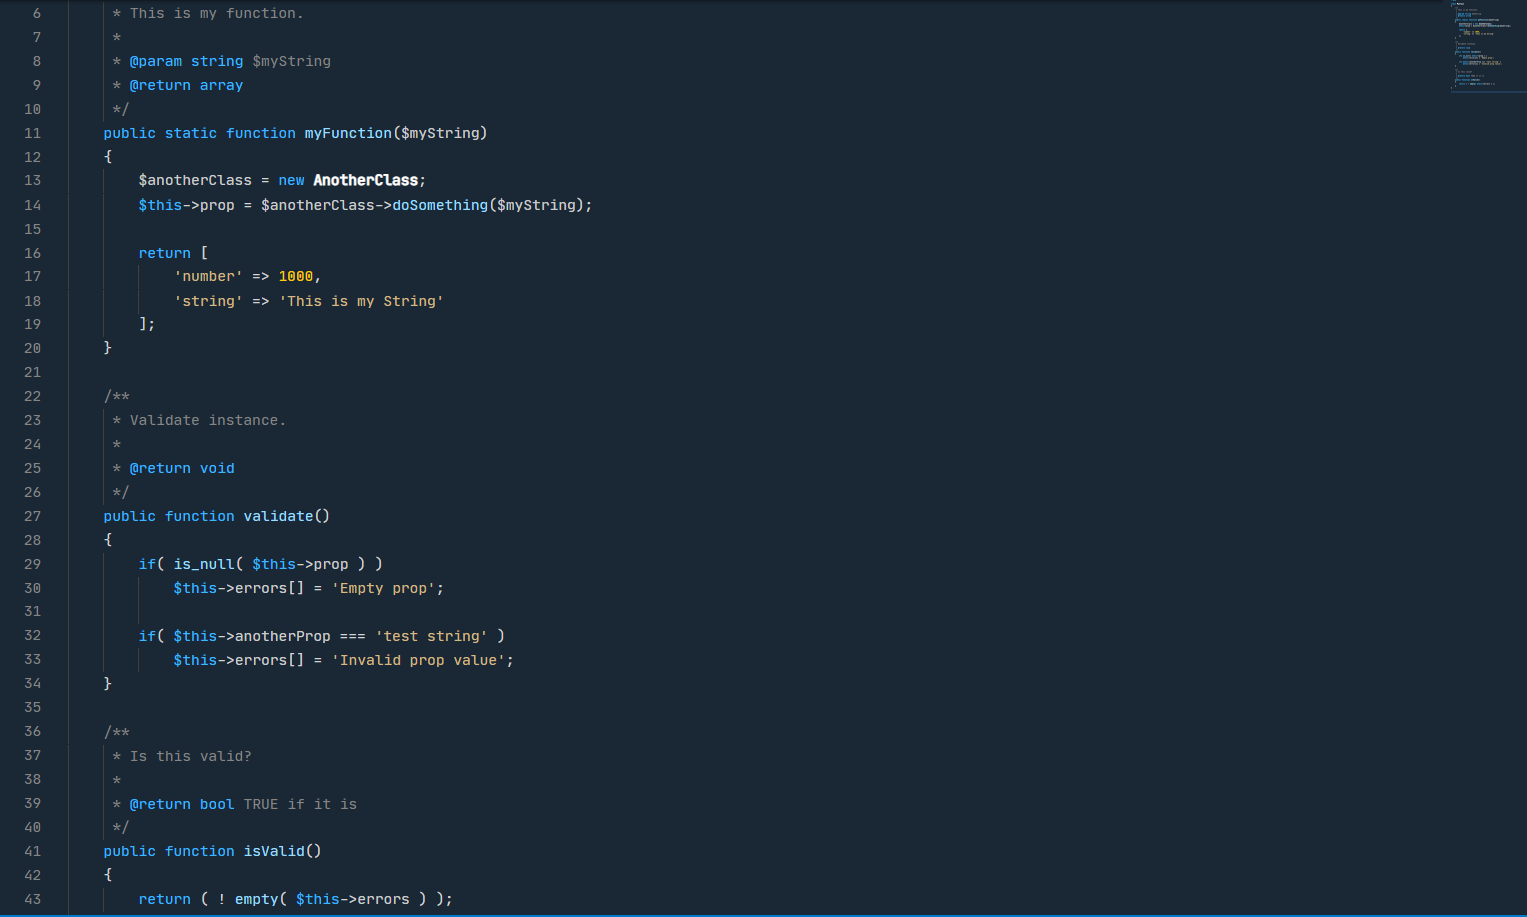 6 * This is my function.
7 *
8 * @param string $myString
9 * @return array
10 */
11 public static function myFunction($myString)
12 {
13 $anotherClass = new AnotherClass;
14 $this->prop = $anotherClass->doSomething($myString);
15
16 return [
17 'number' => 1000,
18 'string' => 'This is my String'
19 ];
20 }
21
22 /**
23 * Validate instance.
24 *
25 * @return void
26 */
27 public function validate()
28 {
29 if( is_null( $this->prop ) )
30 $this->errors[] = 'Empty prop';
31
32 if( $this->anotherProp === 'test string' )
33 $this->errors[] = 'Invalid prop value';
34 }
35
36 /**
37 * Is this valid?
38 *
39 * @return bool TRUE if it is
40 */
41 public function isValid()
42 {
43 return ( ! empty( $this->errors ) );